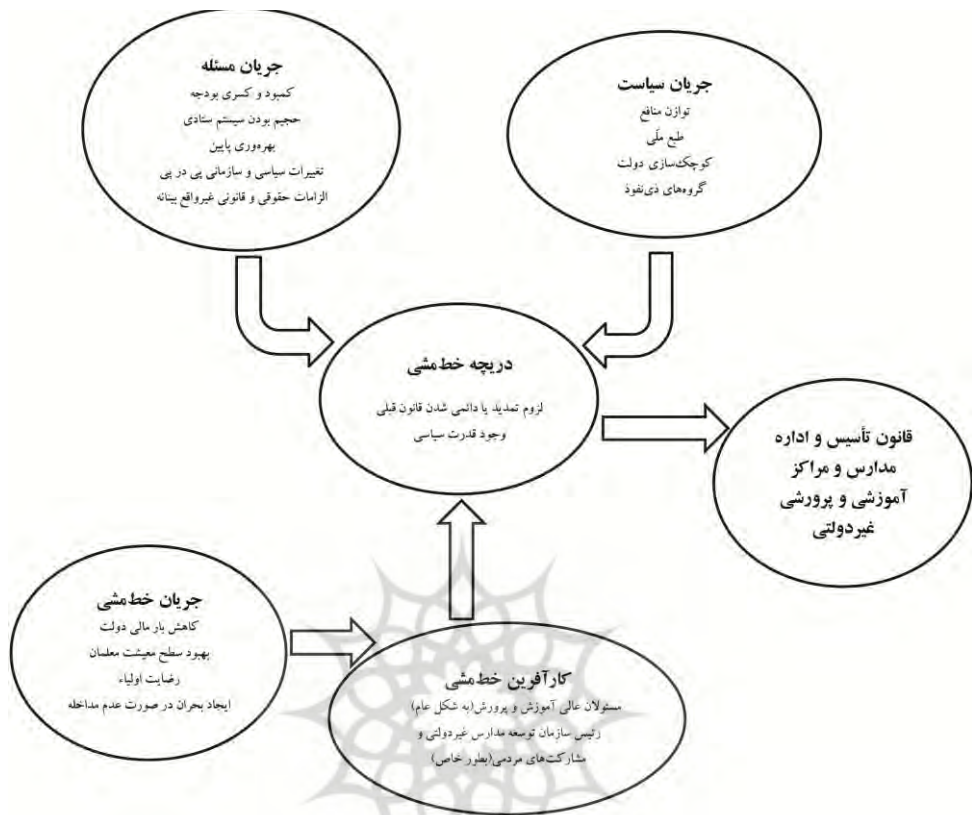 جریان مسئله
کمبود و کسری بودجه
حجیم بودن سیستم ستادی
بهره‌وری پایین
تغییرات سیاسی و سازمانی پی در پی
الزامات حقوقی و قانونی غیرواقع بینانه
جریان سیاست
توازن منافع
طبع ملّی
کوچک‌سازی دولت
گروه‌های ذی‌نفوذ
دریچه خط‌مشی
لزوم تمدید یا دائمی شدن قانون قبلی
وجود قدرت سیاسی
قانون تأسیس و اداره
مدارس و مراکز
آموزشی و پرورشی
غیردولتی
جریان خط‌مشی
کاهش بار مالی دولت
بهبود سطح معیشت معلمان
رضایت اولیاء
ایجاد بحران در صورت عدم مداخله
کارآفرین خط‌مشی
مسئولان عالی آموزش و پرورش(به شکل عام)
رئیس سازمان توسعه مدارس غیردولتی و
مشارکت‌های مردمی(بطور خاص)